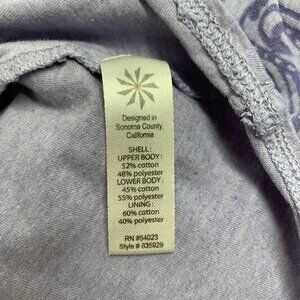 Designed in
Sonoma County,
California
SHELL:
UPPER BODY:
52% cotton
48% polyester
LOWER BODY:
45% cotton
55% polyester
LINING:
60% cotton
40% polyester
RN #54023
Style # 836929